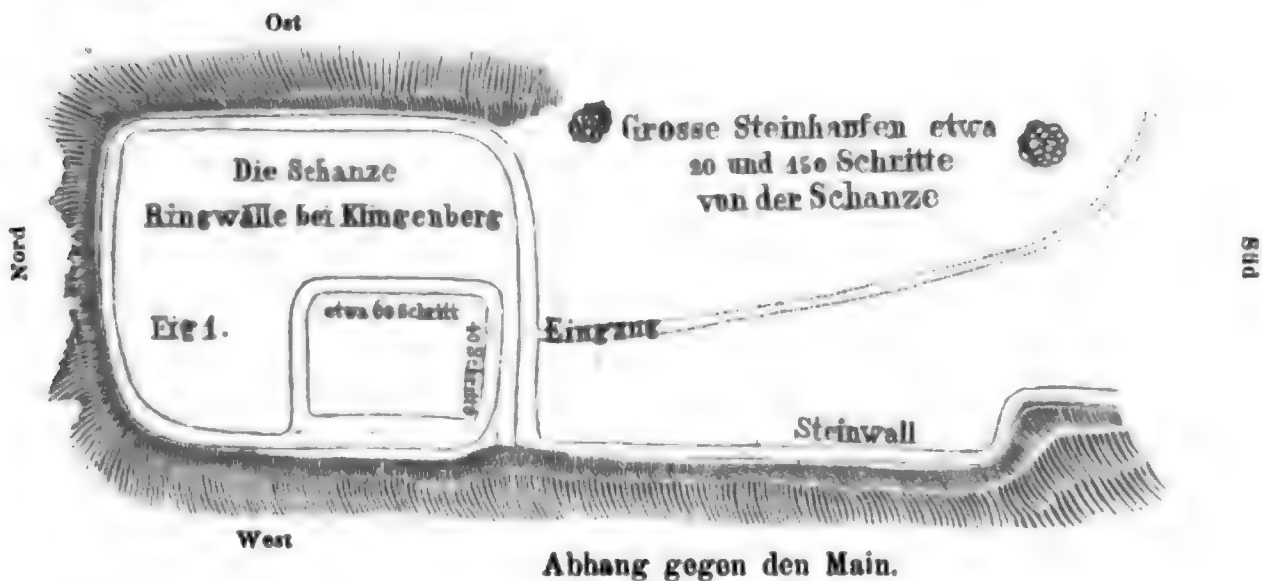 Ost
Grosse Steinhaufen etwa
20 und 150 Schritte
von der Schanze
Die Schanze
Ringwälle bei Klingenberg
Nord
Süd
etwa 60 Schritt
Fig 1.
40 Schritt
Eingang
Steinwall
West
Abhang gegen den Main.